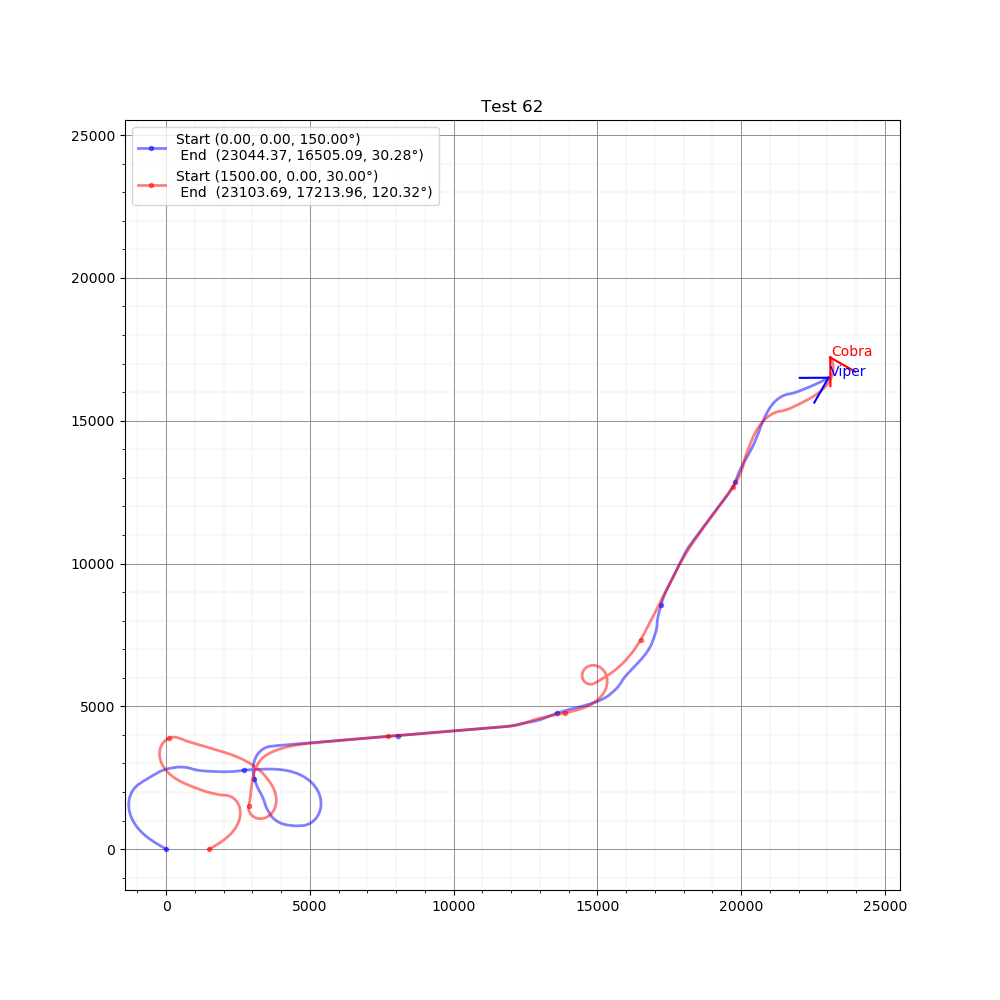 Test 62
Start (0.00, 0.00, 150.00°)
End (23044.37, 16505.09, 30.28°)
Start (1500.00, 0.00, 30.00°)
End (23103.69, 17213.96, 120.32°)
25000
20000
15000
10000
5000
0
Cobra
Viper
0 5000 10000 15000 20000 25000